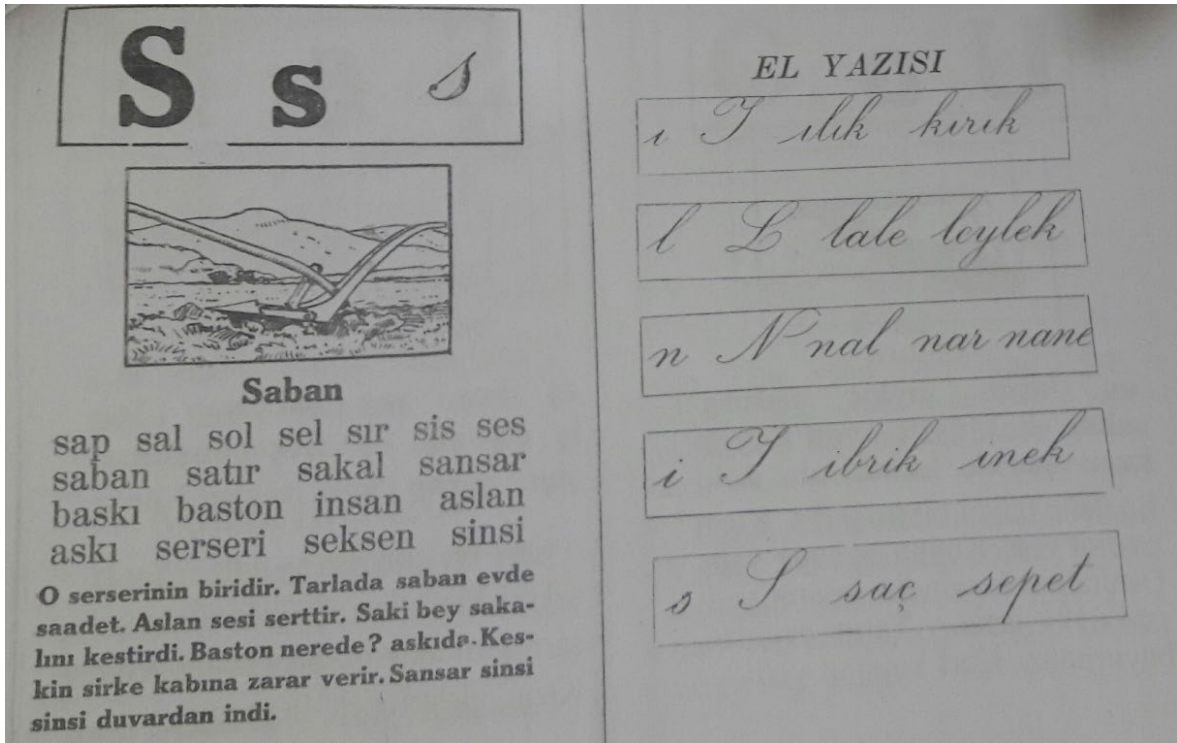 S s s
Saban
sap sal sol sel sır sis ses
saban satır sakal sansar
baskı baston insan aslan
askı serseri seksen sinsi
O serserinin biridir. Tarlada saban evde
saadet. Aslan sesi serttir. Saki bey saka-
lını kestirdi. Baston nerede? askıda. Kes-
kin sirke kabına zarar verir. Sansar sinsi
sinsi duvardan indi.
EL YAZISI
ı I ılık kırık
l L lale leylek
n N nal nar nane
i I ibrik inek
s S saç sepet